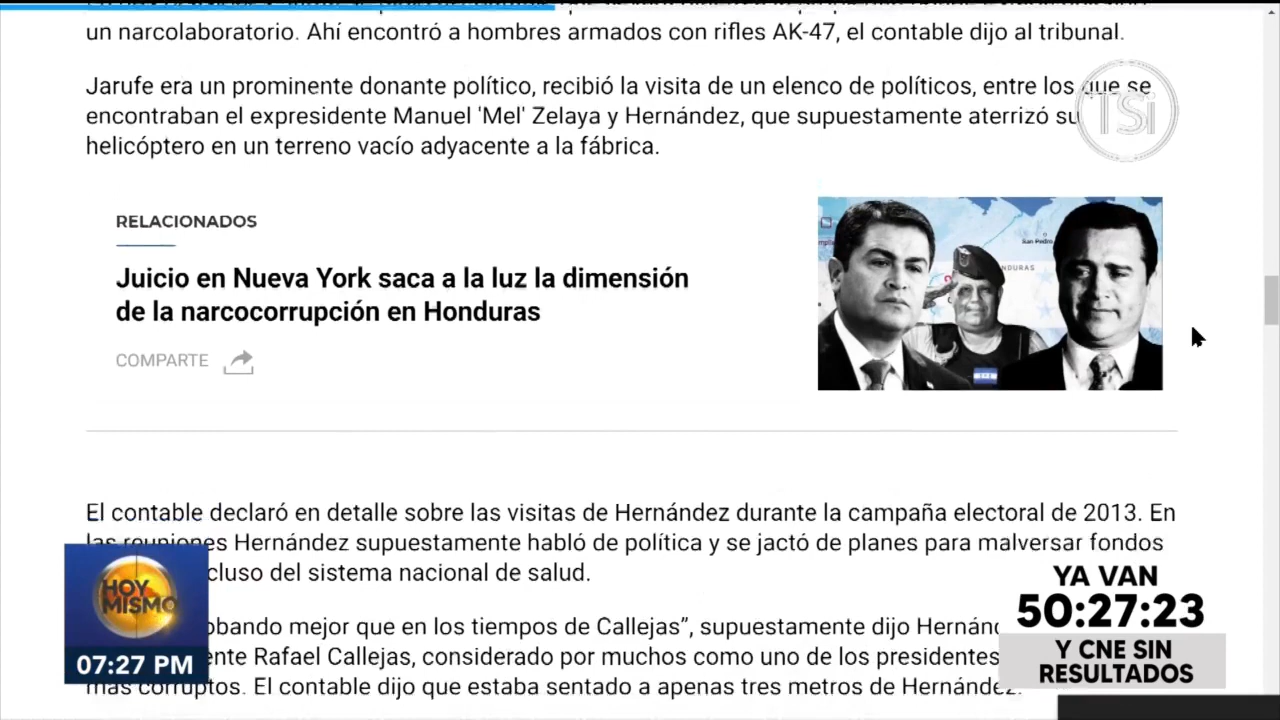 un narcolaboratorio. Ahí encontró a hombres armados con rifles AK-47, el contable dijo al tribunal.
Jarufe era un prominente donante político, recibió la visita de un elenco de políticos, entre los que se
encontraban el expresidente Manuel 'Mel' Zelaya y Hernández, que supuestamente aterrizó su
helicóptero en un terreno vacío adyacente a la fábrica.
TSi
RELACIONADOS
Juicio en Nueva York saca a la luz la dimensión
de la narcocorrupción en Honduras
COMPARTE
San Pedro
NDURAS
El contable declaró en detalle sobre las visitas de Hernández durante la campaña electoral de 2013. En
las reuniones Hernández supuestamente habló de política y se jactó de planes para malversar fondos
cluso del sistema nacional de salud.
obando mejor que en los tiempos de Callejas”, supuestamente dijo Hernánd
ente Rafael Callejas, considerado por muchos como uno de los presidentes
más corruptos. El contable dijo que estaba sentado a apenas tres metros de Hernández.
HOY
MISMO
07:27 PM
YA VAN
50:27:23
Y CNE SIN
RESULTADOS